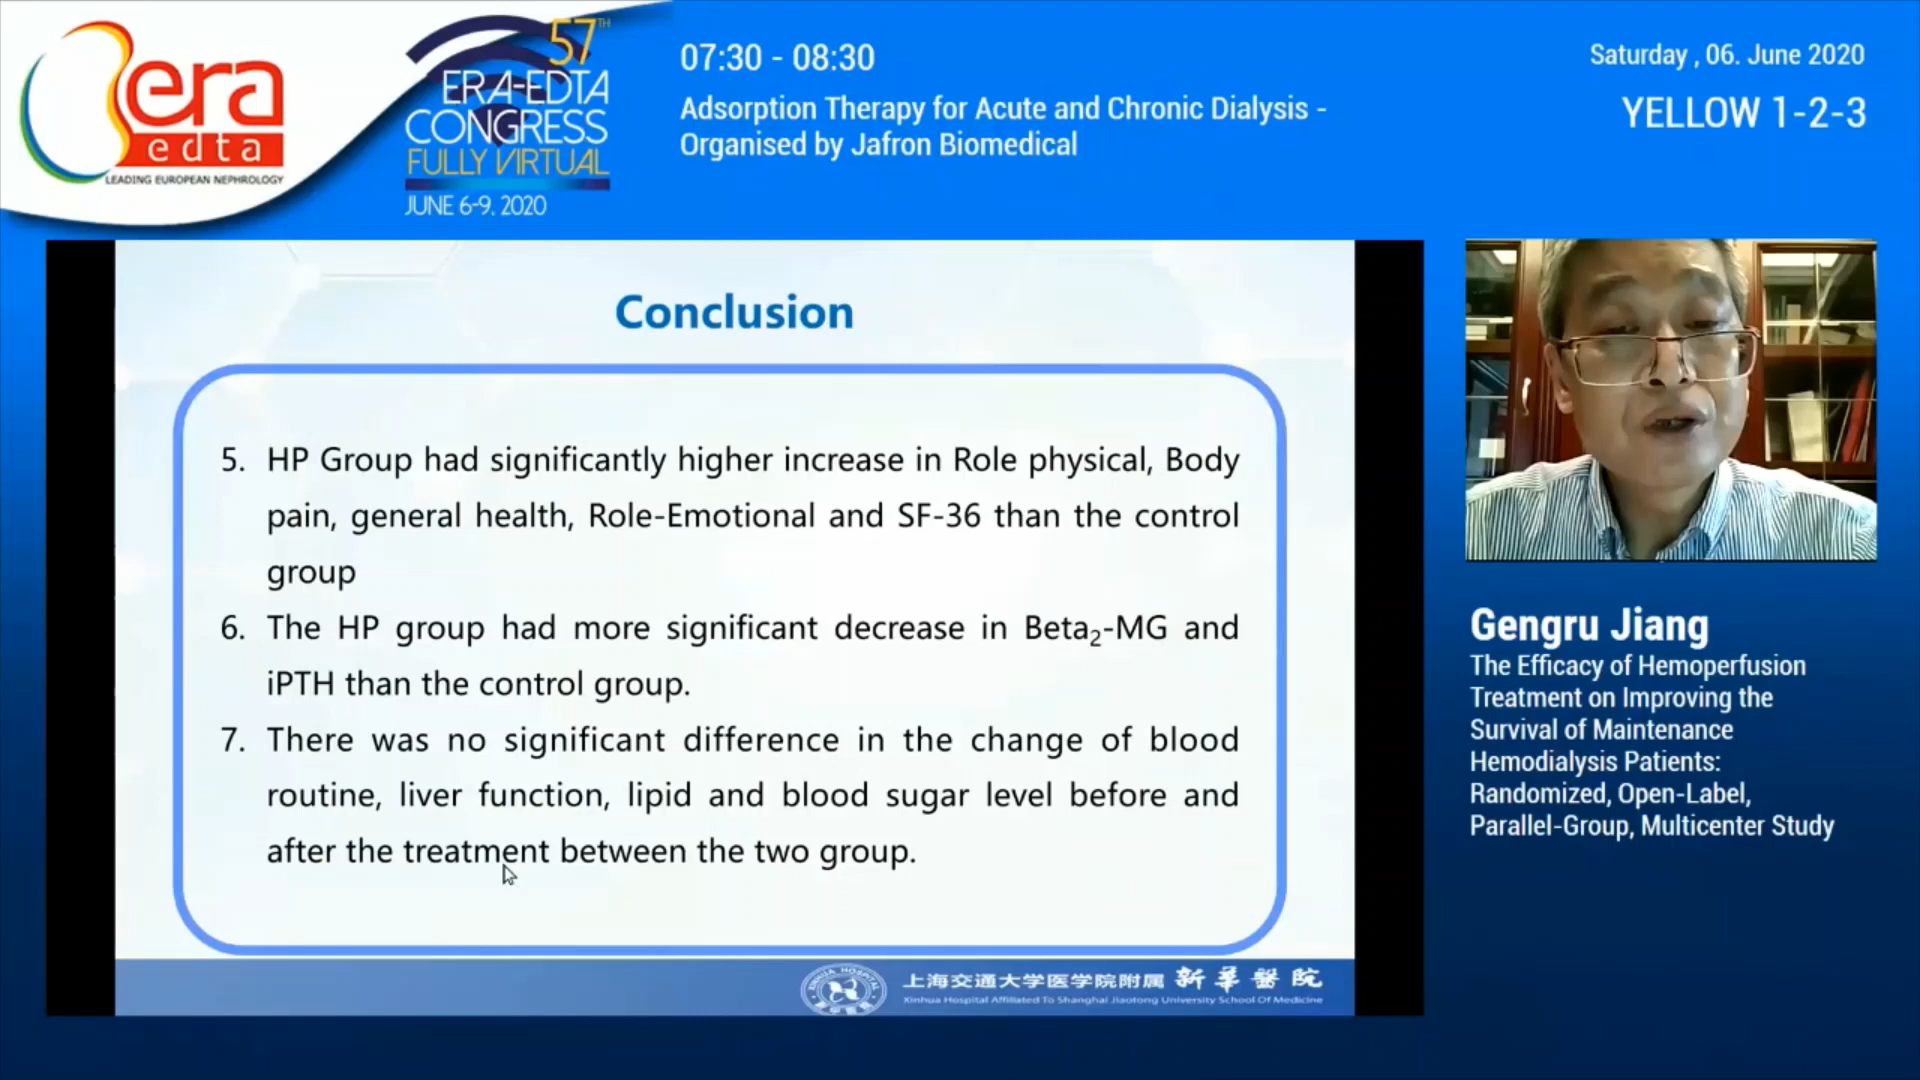 era
edta
LEADING EUROPEAN NEPHROLOGY
57TH
ERA-EDTA
CONGRESS
FULLY VIRTUAL
JUNE 6-9, 2020
07:30 - 08:30
Adsorption Therapy for Acute and Chronic Dialysis -
Organised by Jafron Biomedical
Saturday , 06. June 2020
YELLOW 1-2-3
Conclusion
5. HP Group had significantly higher increase in Role physical, Body
pain, general health, Role-Emotional and SF-36 than the control
group
6. The HP group had more significant decrease in Beta₂-MG and
iPTH than the control group.
7. There was no significant difference in the change of blood
routine, liver function, lipid and blood sugar level before and
after the treatment between the two group.
XINHUA HOSPITAL
上海交通大学医学院附属 新華醫院
Xinhua Hospital Affiliated To Shanghai Jiaotong University School Of Medicine
Gengru Jiang
The Efficacy of Hemoperfusion
Treatment on Improving the
Survival of Maintenance
Hemodialysis Patients:
Randomized, Open-Label,
Parallel-Group, Multicenter Study